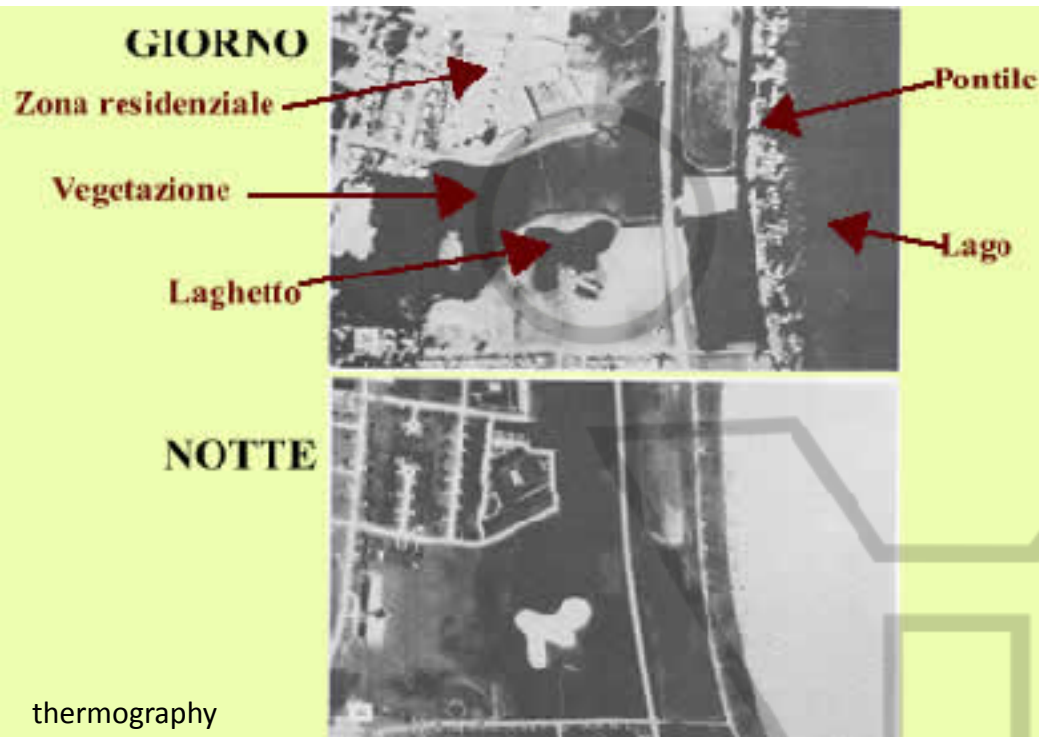 GIORNO
Zona residenziale
Pontile
Vegetazione
Lago
Laghetto
NOTTE
thermography